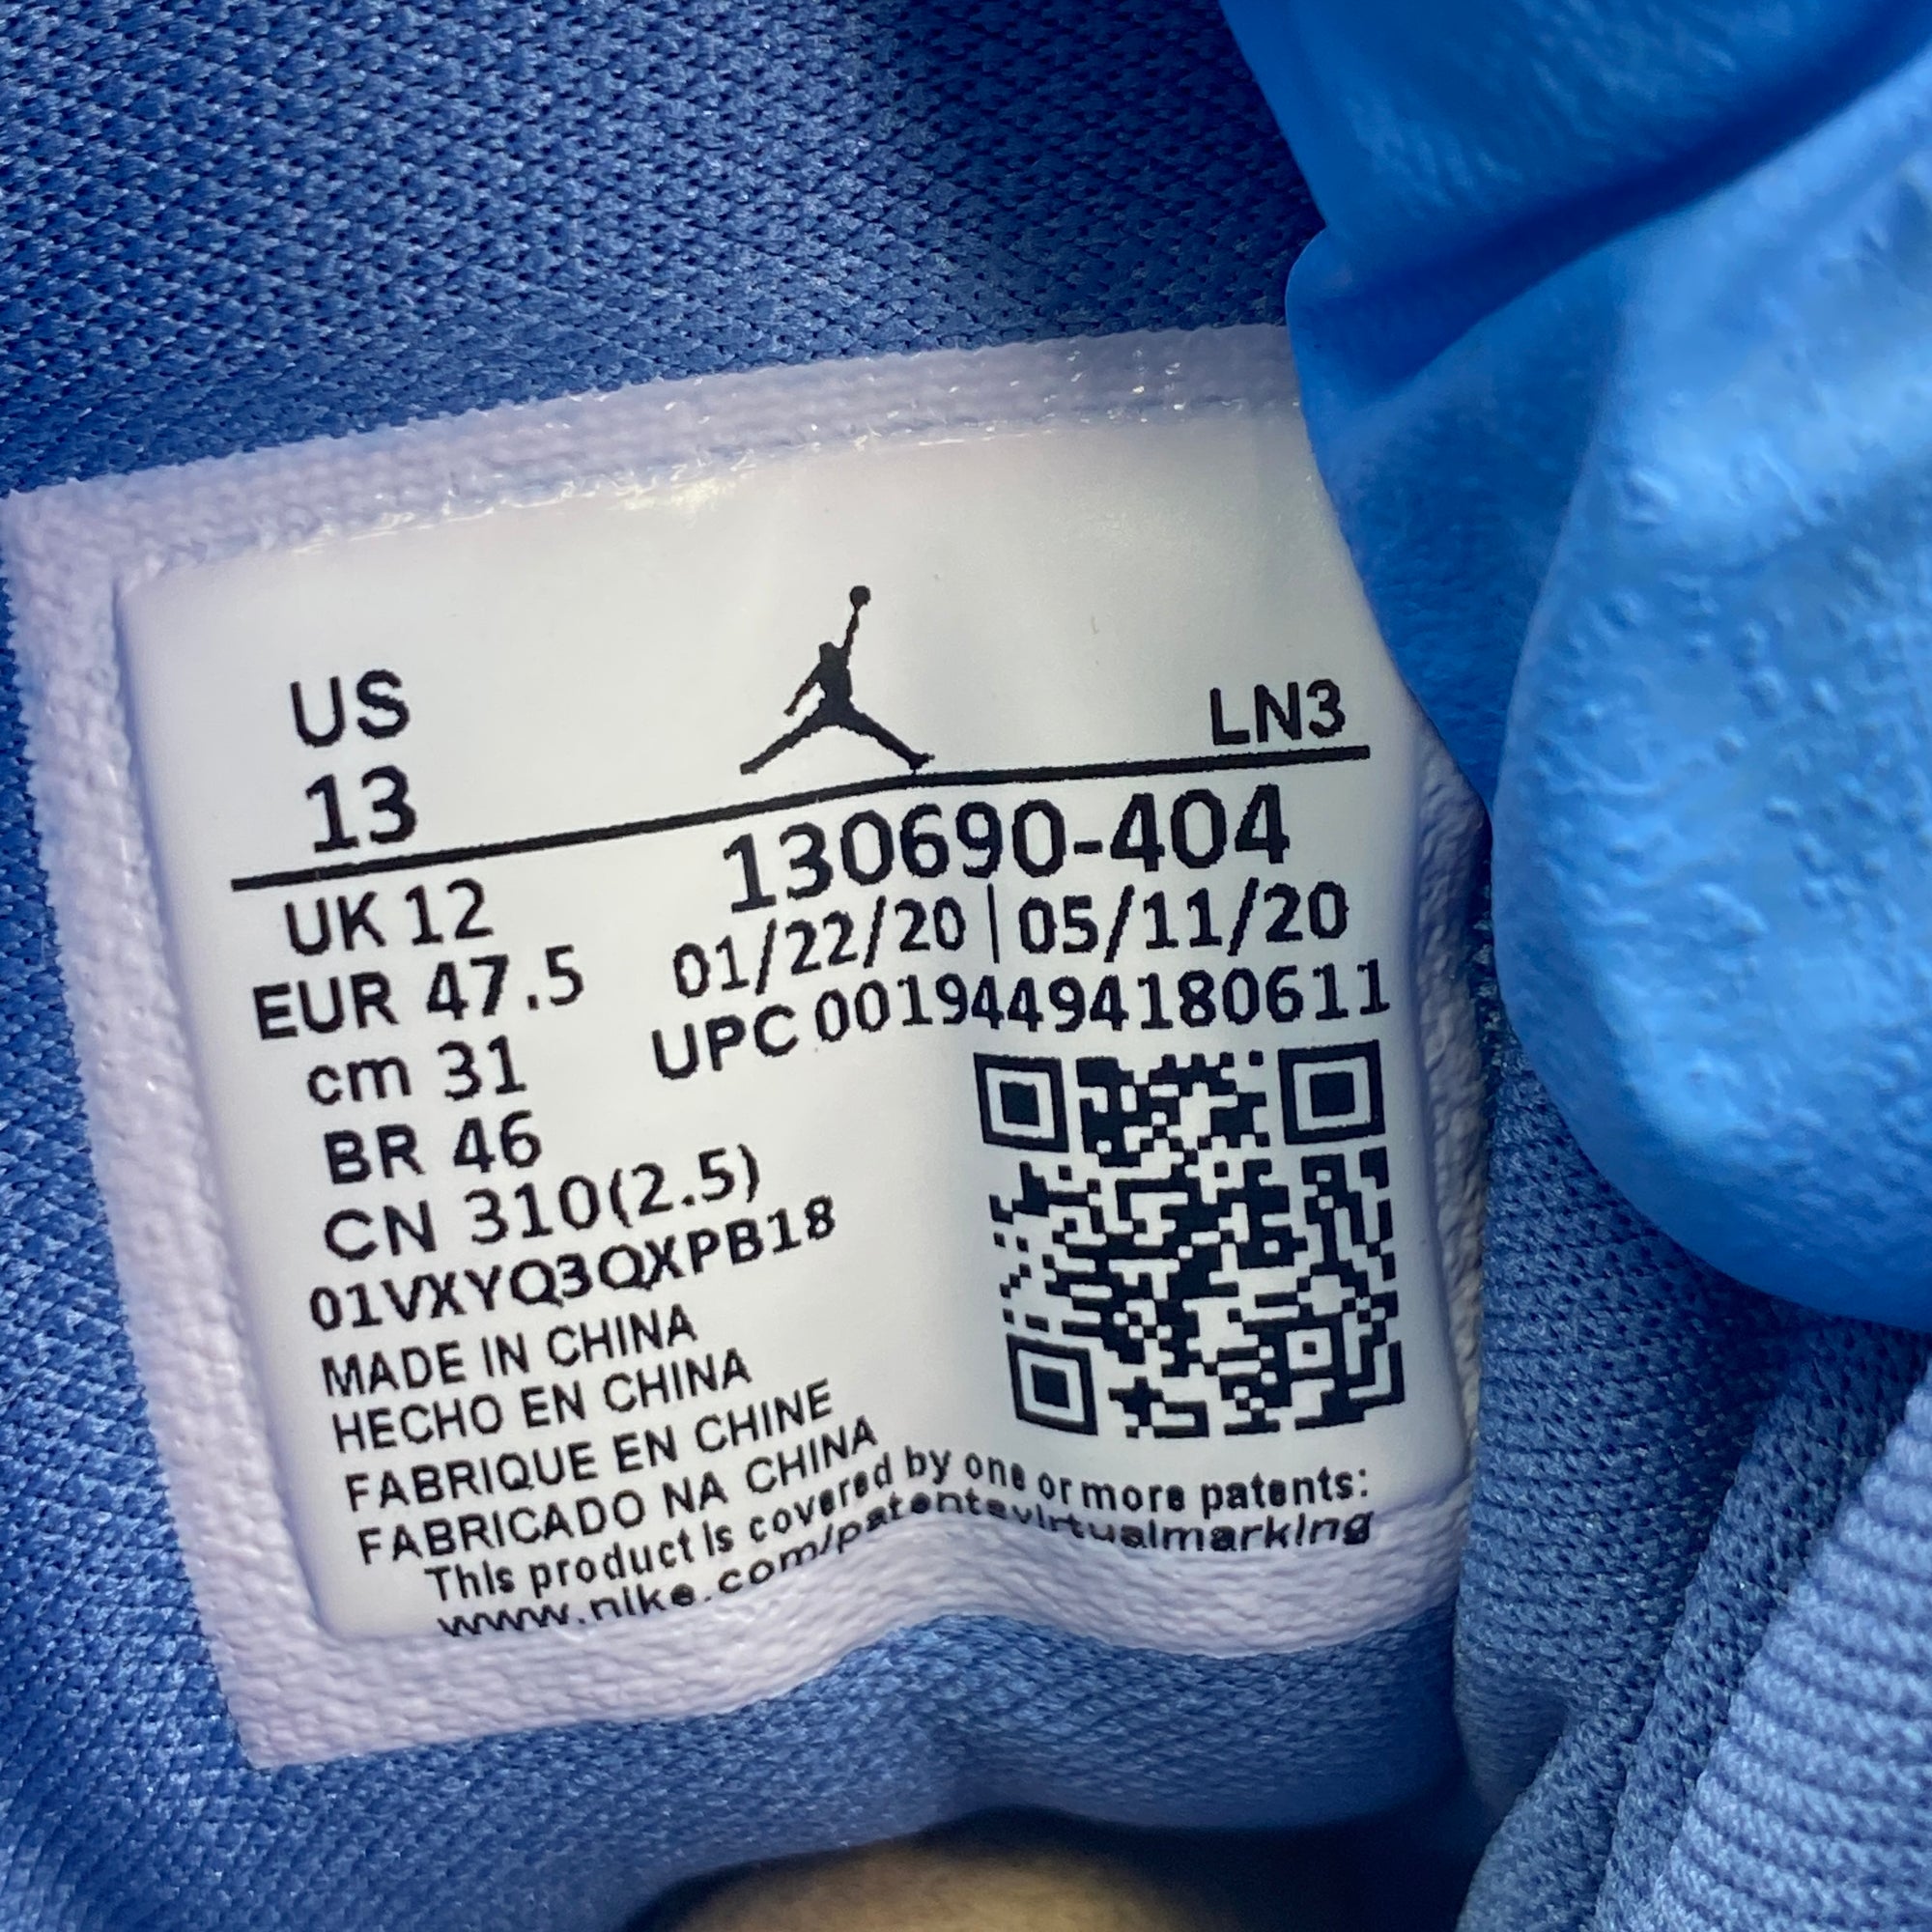 US
13
LN3
UK 12
EUR 47.5
cm 31
BR 46
CN 310(2.5)
01VXYQ3QXPB18
130690-404
01/22/20 | 05/11/20
UPC 00194494180611
MADE IN CHINA
HECHO EN CHINA
FABRIQUE EN CHINE
FABRICADO NA CHINA
This product is covered by one or more patents:
www.nike.com/patentsvirtualmarking